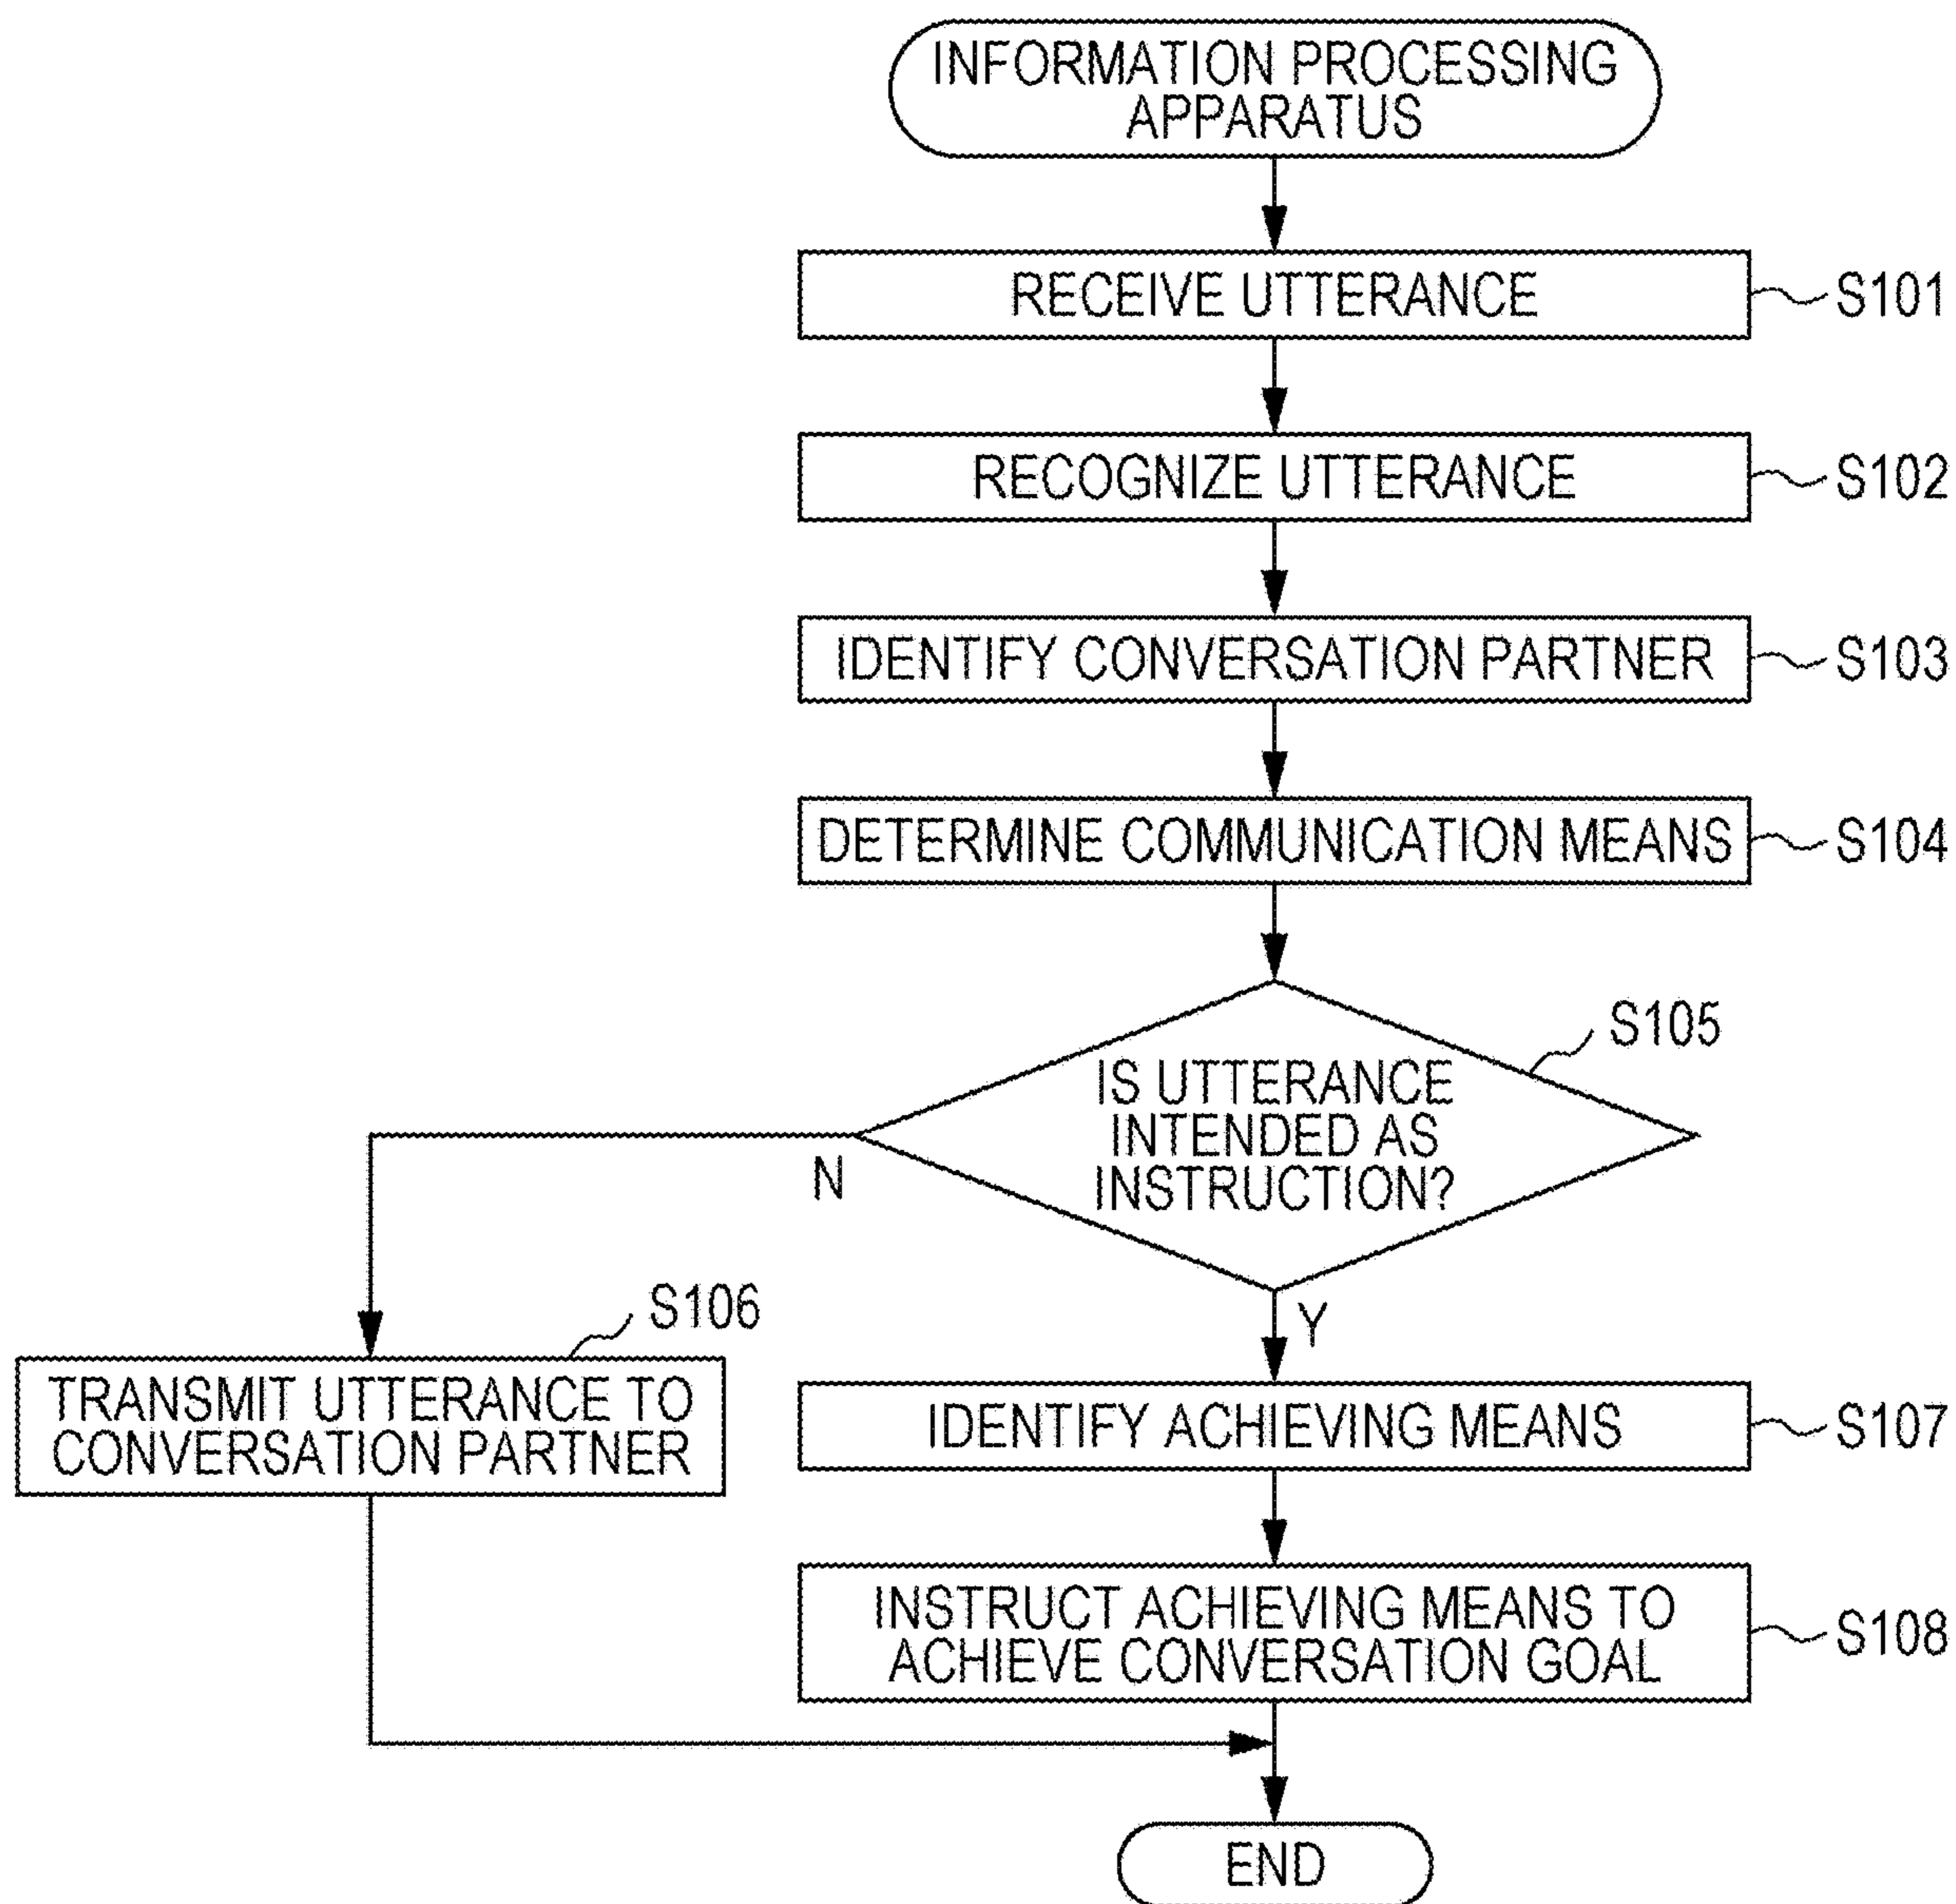 INFORMATION PROCESSING
APPARATUS
RECEIVE UTTERANCE
S101
RECOGNIZE UTTERANCE
S102
IDENTIFY CONVERSATION PARTNER
S103
DETERMINE COMMUNICATION MEANS
S104
S105
IS UTTERANCE
INTENDED AS
INSTRUCTION?
N
Y
S106
TRANSMIT UTTERANCE TO
CONVERSATION PARTNER
IDENTIFY ACHIEVING MEANS
S107
INSTRUCT ACHIEVING MEANS TO
ACHIEVE CONVERSATION GOAL
S108
END